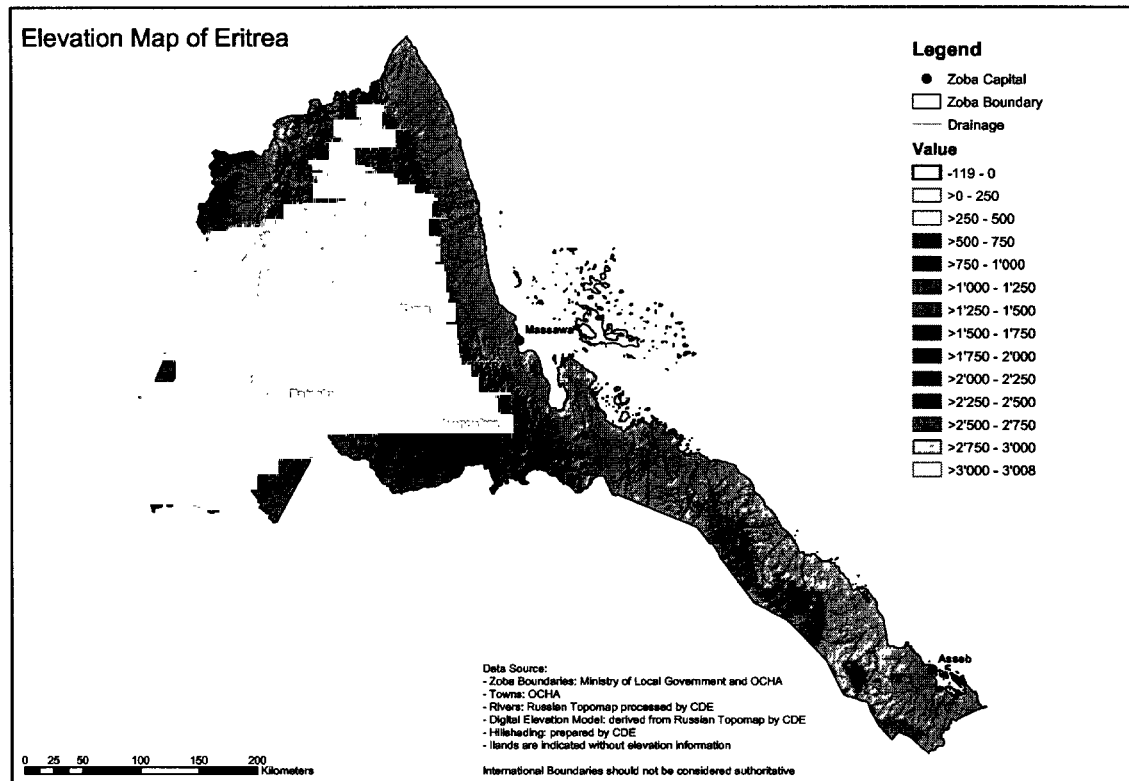 Elevation Map of Eritrea
Legend
Zoba Capital
Zoba Boundary
Drainage
Value
-119 - 0
>0 - 250
>250 - 500
>500 - 750
>750 - 1'000
>1'000 - 1'250
>1'250 - 1'500
>1'500 - 1'750
>1'750 - 2'000
>2'000 - 2'250
>2'250 - 2'500
>2'500 - 2'750
>2'750 - 3'000
>3'000 - 3'008
Massawa
Asseb
Data Source:
- Zoba Boundaries: Ministry of Local Government and OCHA
- Towns: OCHA
- Rivers: Russian Topomap processed by CDE
- Digital Elevation Model: derived from Russian Topomap by CDE
- Hillshading: prepared by CDE
- Ilands are indicated without elevation information
International Boundaries should not be considered authoritative
0 25 50 100 150 200
Kilometers